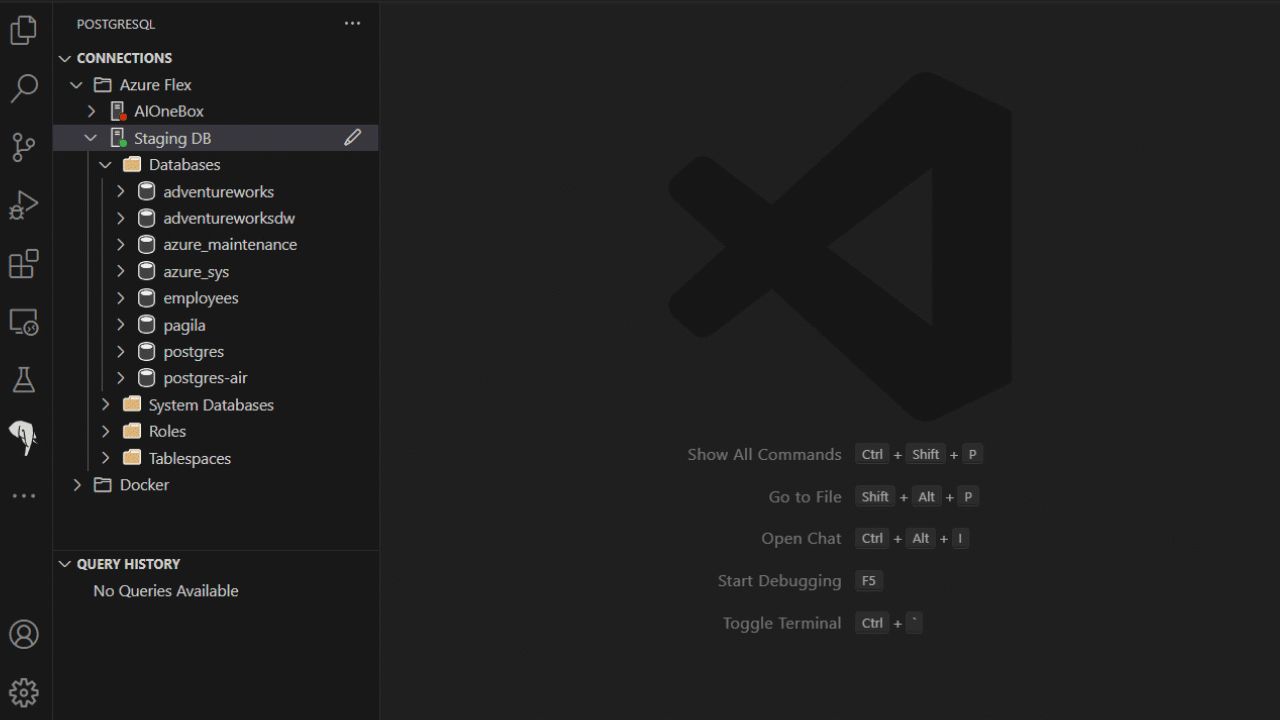 POSTGRESQL
CONNECTIONS
Azure Flex
AIOneBox
Staging DB
Databases
adventureworks
adventureworksdw
azure_maintenance
azure_sys
employees
pagila
postgres
postgres-air
System Databases
Roles
Tablespaces
Docker
QUERY HISTORY
No Queries Available
Show All Commands Ctrl + Shift + P
Go to File Shift + Alt + P
Open Chat Ctrl + Alt + I
Start Debugging F5
Toggle Terminal Ctrl + `